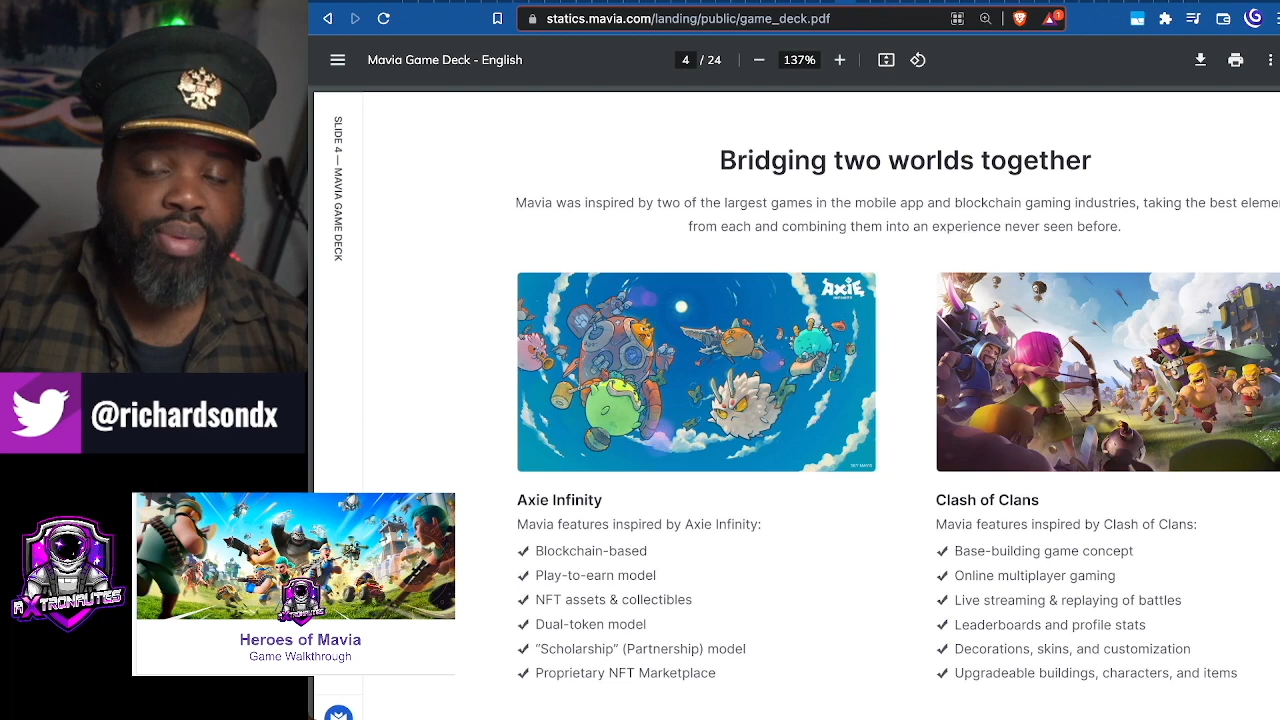 statics.mavia.com/landing/public/game_deck.pdf
1
Mavia Game Deck - English
4 / 24
137%
SLIDE 4 — MAVIA GAME DECK
Bridging two worlds together
Mavia was inspired by two of the largest games in the mobile app and blockchain gaming industries, taking the best eleme
from each and combining them into an experience never seen before.
AXIE
INFINITY
SKY MAVIS
Axie Infinity
Mavia features inspired by Axie Infinity:
Blockchain-based
Play-to-earn model
NFT assets & collectibles
Dual-token model
“Scholarship” (Partnership) model
Proprietary NFT Marketplace
Clash of Clans
Mavia features inspired by Clash of Clans:
Base-building game concept
Online multiplayer gaming
Live streaming & replaying of battles
Leaderboards and profile stats
Decorations, skins, and customization
Upgradeable buildings, characters, and items
@richardsondx
AXTRONAUTES
AXTRONAUTES
Heroes of Mavia
Game Walkthrough